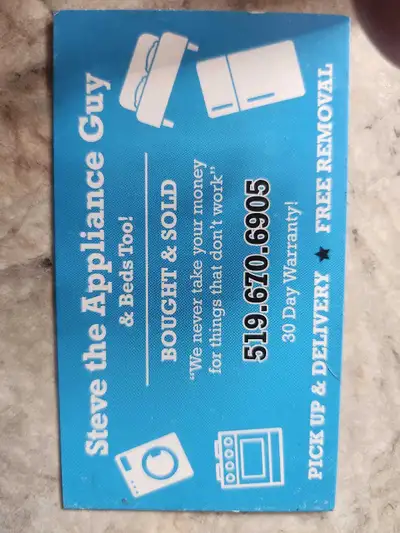 Steve the Appliance Guy
& Beds Too!
BOUGHT & SOLD
"We never take your money
for things that don't work"
519.670.6905
30 Day Warranty!
PICK UP & DELIVERY ★ FREE REMOVAL